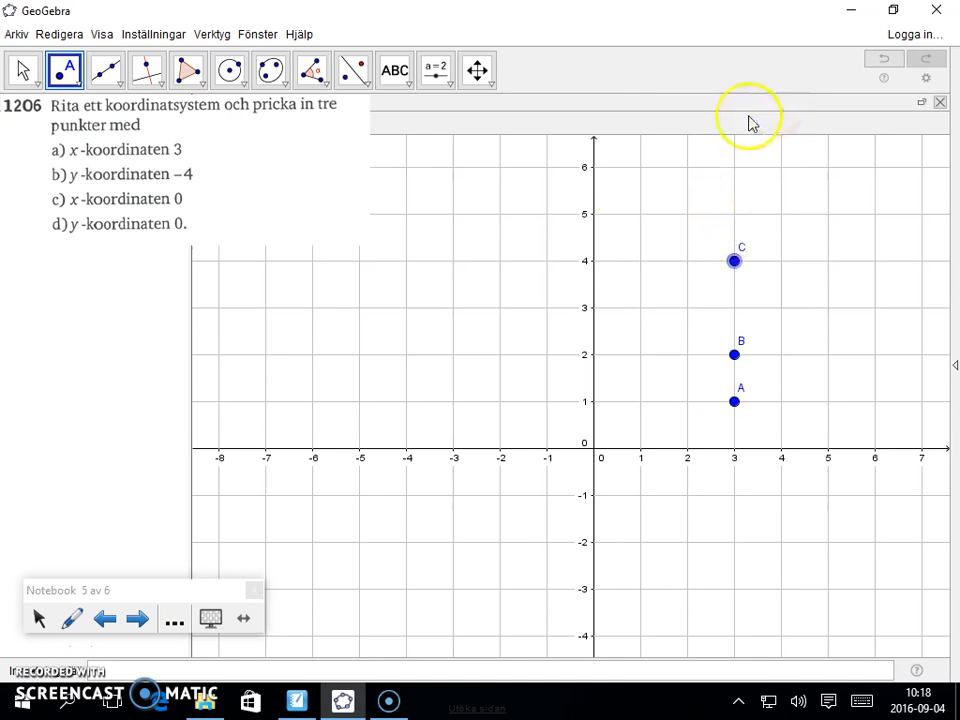 GeoGebra
Arkiv Redigera Visa Inställningar Verktyg Fönster Hjälp Logga in...
A ABC a=2
1206 Rita ett koordinatsystem och pricka in tre
punkter med
a) x-koordinaten 3
b) y-koordinaten −4
c) x-koordinaten 0
d) y-koordinaten 0.
6
5
C
4
3
B
2
A
1
0
-8 -7 -6 -5 -4 -3 -2 -1 0 1 2 3 4 5 6 7
-1
-2
-3
-4
Notebook 5 av 6
RECORDED WITH
SCREENCAST MATIC
Utöka sidan
10:18
2016-09-04